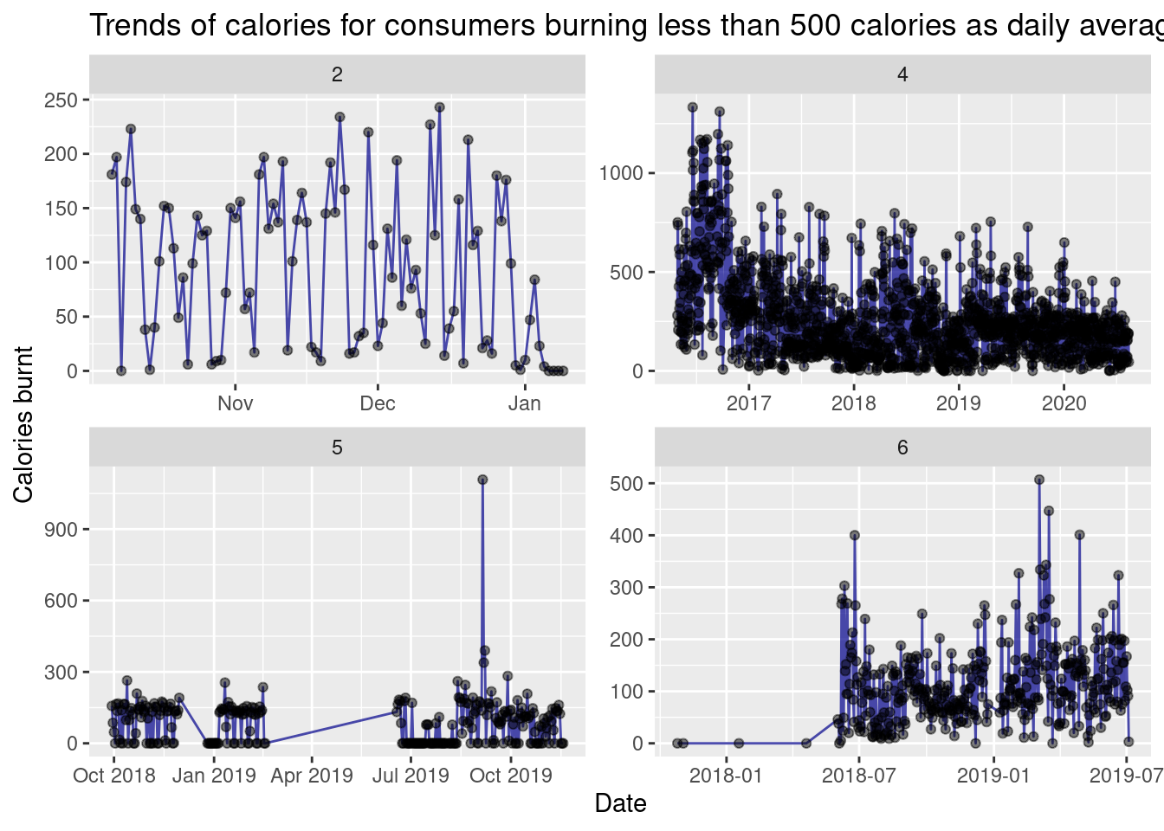 Trends of calories for consumers burning less than 500 calories as daily averag
2
4
250
200
150
100
50
0
Nov
Dec
Jan
1000
500
0
2017
2018
2019
2020
Calories burnt
5
6
900
600
300
0
Oct 2018
Jan 2019
Apr 2019
Jul 2019
Oct 2019
500
400
300
200
100
0
2018-01
2018-07
2019-01
2019-07
Date